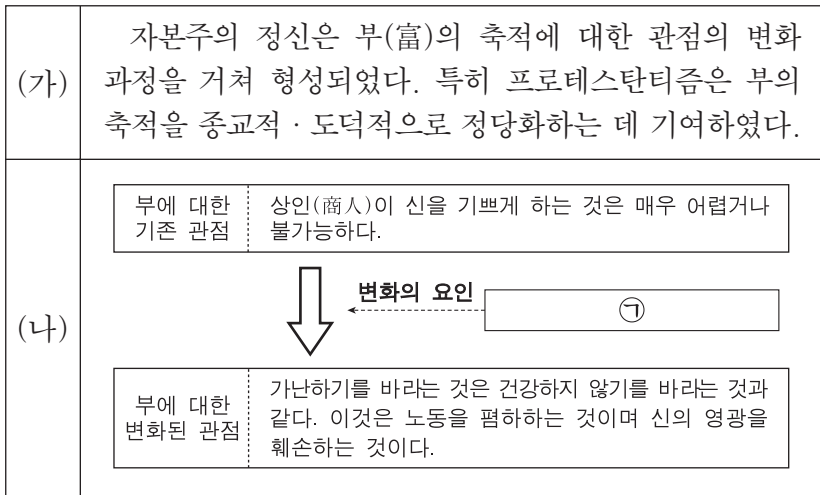 (가)
자본주의 정신은 부(富)의 축적에 대한 관점의 변화
과정을 거쳐 형성되었다. 특히 프로테스탄티즘은 부의
축적을 종교적·도덕적으로 정당화하는 데 기여하였다.
(나)
부에 대한
기존 관점
상인(商人)이 신을 기쁘게 하는 것은 매우 어렵거나
불가능하다.
변화의 요인
㉠
부에 대한
변화된 관점
가난하기를 바라는 것은 건강하지 않기를 바라는 것과
같다. 이것은 노동을 폄하하는 것이며 신의 영광을
훼손하는 것이다.